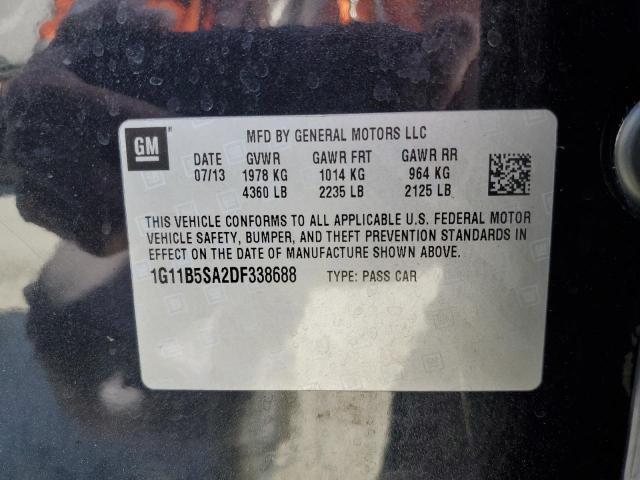 GM MFD BY GENERAL MOTORS LLC
DATE GVWR GAWR FRT GAWR RR
07/13 1978 KG 1014 KG 964 KG
4360 LB 2235 LB 2125 LB
THIS VEHICLE CONFORMS TO ALL APPLICABLE U.S. FEDERAL MOTOR
VEHICLE SAFETY, BUMPER, AND THEFT PREVENTION STANDARDS IN
EFFECT ON THE DATE OF MANUFACTURE SHOWN ABOVE.
1G11B5SA2DF338688 TYPE: PASS CAR